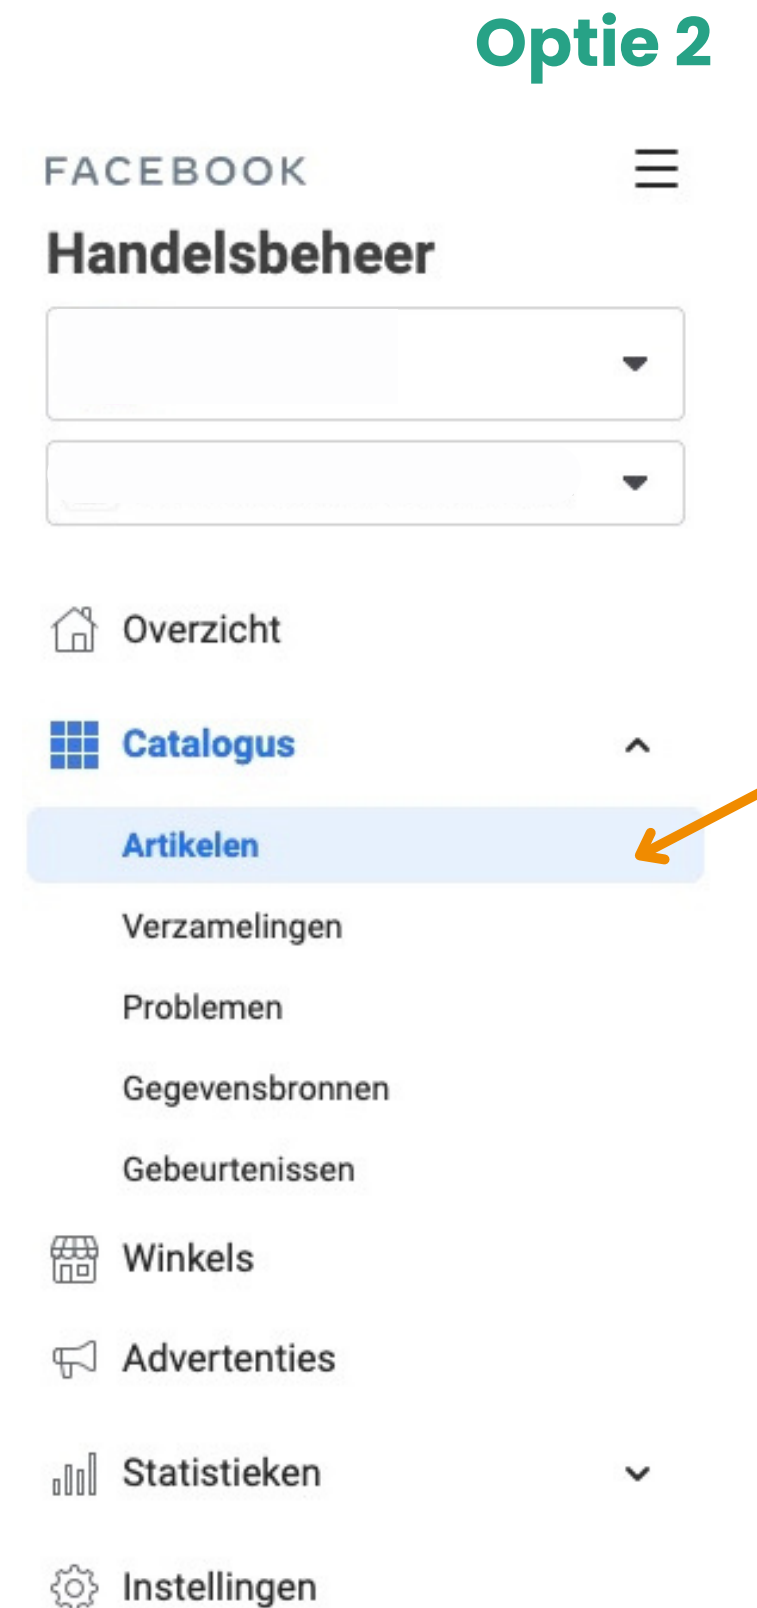 Optie 2
FACEBOOK
Handelsbeheer
Overzicht
Catalogus
Artikelen
Verzamelingen
Problemen
Gegevensbronnen
Gebeurtenissen
Winkels
Advertenties
Statistieken
Instellingen